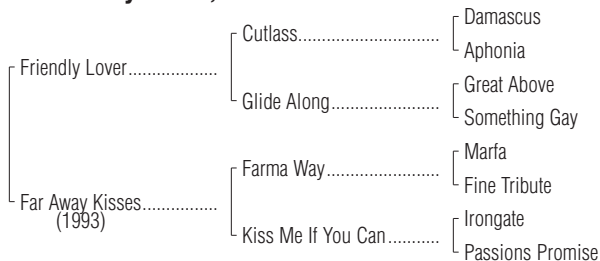 Damascus
Cutlass
Aphonia
Friendly Lover
Great Above
Glide Along
Something Gay
Marfa
Farma Way
Fine Tribute
Far Away Kisses
(1993)
Irongate
Kiss Me If You Can
Passions Promise